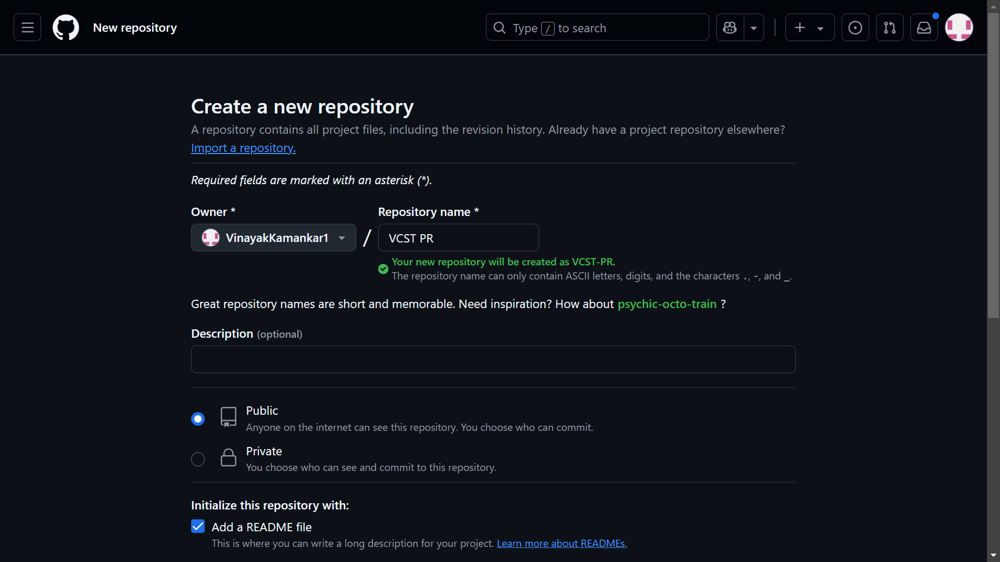 New repository
Type / to search
Create a new repository
A repository contains all project files, including the revision history. Already have a project repository elsewhere?
Import a repository.
Required fields are marked with an asterisk (*).
Owner *
Repository name *
VinayakKamankar1
/
VCST PR
Your new repository will be created as VCST-PR.
The repository name can only contain ASCII letters, digits, and the characters ., -, and _.
Great repository names are short and memorable. Need inspiration? How about psychic-octo-train ?
Description (optional)
Public
Anyone on the internet can see this repository. You choose who can commit.
Private
You choose who can see and commit to this repository.
Initialize this repository with:
Add a README file
This is where you can write a long description for your project. Learn more about READMEs.